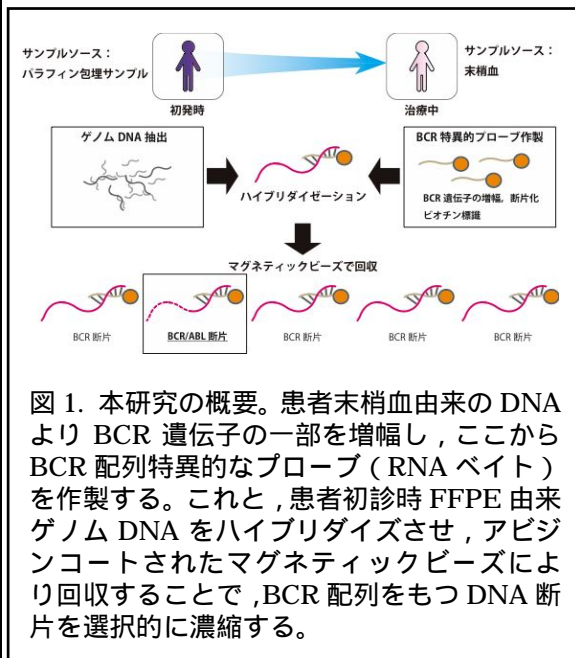 サンプルソース：
パラフィン包埋サンプル
サンプルソース：
末梢血
初発時
治療中
ゲノム DNA 抽出
ハイブリダイゼーション
BCR 特異的プローブ作製
BCR 遺伝子の増幅，断片化
ビオチン標識
マグネティックビーズで回収
BCR 断片
BCR/ABL 断片
BCR 断片
BCR 断片
BCR 断片
図 1. 本研究の概要。患者末梢血由来の DNA
より BCR 遺伝子の一部を増幅し，ここから
BCR 配列特異的なプローブ（RNA ベイト）
を作製する。これと，患者初診時 FFPE 由来
ゲノム DNA をハイブリダイズさせ，アビジ
ンコートされたマグネティックビーズによ
り回収することで，BCR 配列をもつ DNA 断
片を選択的に濃縮する。